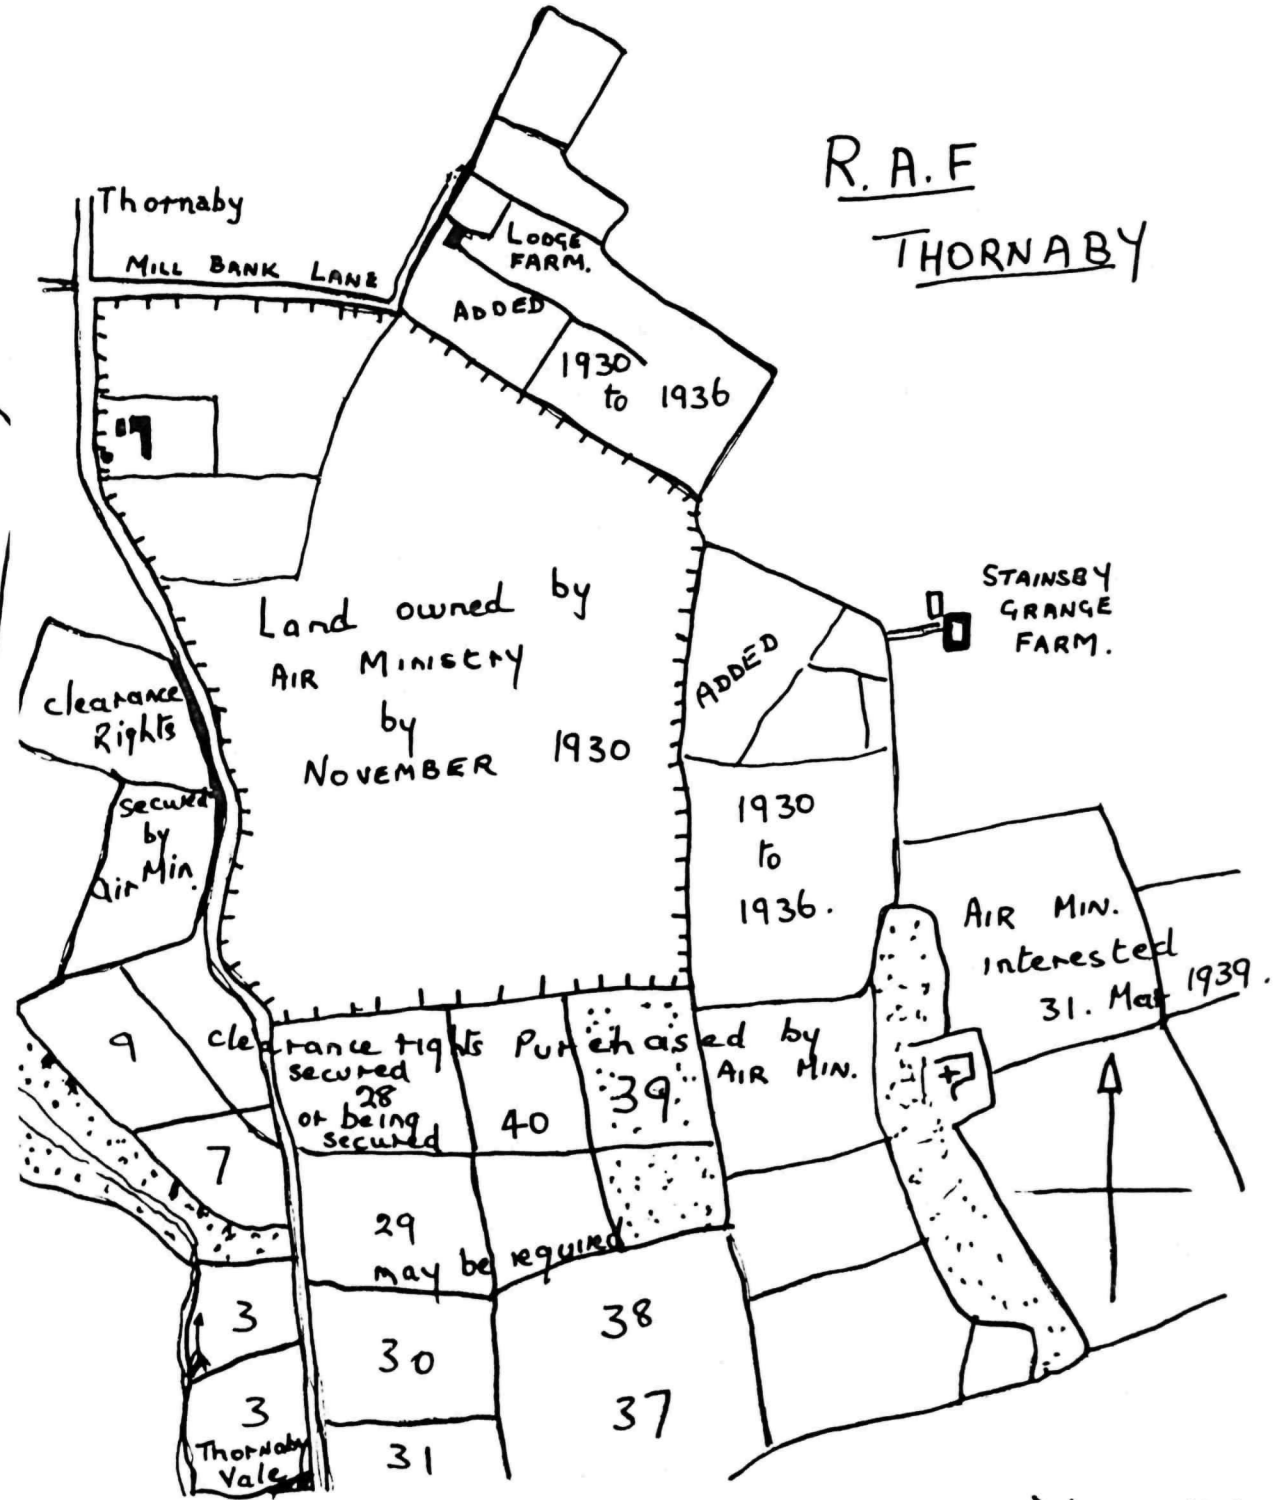 R.A.F
THORNABY
Thornaby
MILL BANK LANE
LODGE
FARM.
ADDED
1930
to 1936
STAINSBY
GRANGE
FARM.
Land owned by
AIR MINISTRY
by
NOVEMBER 1930
ADDED
1930
to
1936.
clearance
Rights
secured
by
Air Min.
AIR MIN.
interested
31. Mar 1939.
9
clearance rights Purchased by
secured
28
or being
secured
AIR MIN.
40
39.
7
29
may be required
3
30
38
3
37
Thornaby
Vale
31